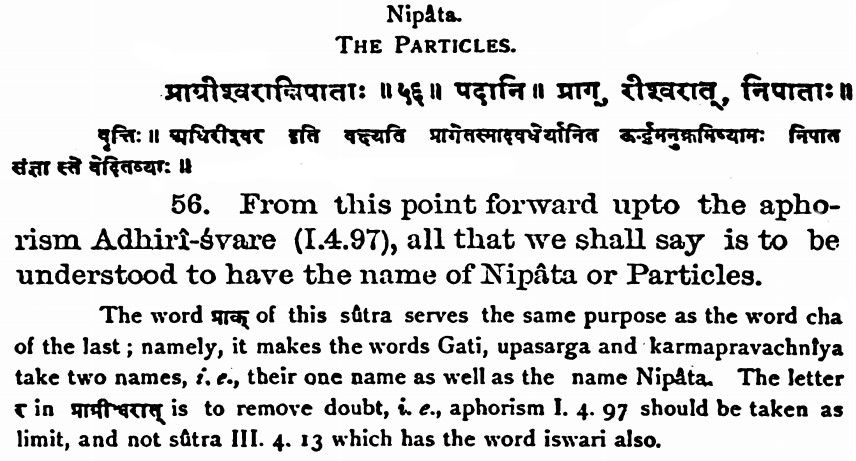 Nipâta.
THE PARTICLES.
प्राग्रीश्वरान्निपाताः ॥ ५६॥ पदानि॥ प्राग्, रीश्वरात्, निपाताः॥
वृत्तिः॥ अधिरीश्वर इति वक्ष्यति प्रागेतस्मादवधेर्यानित ऊर्द्ध्वमनुक्रमिष्यामः निपात
संज्ञा स्ते वेदितव्याः ॥
56. From this point forward upto the apho-
rism Adhirî-śvare (I.4.97), all that we shall say is to be
understood to have the name of Nipâta or Particles.
The word प्राक् of this sûtra serves the same purpose as the word cha
of the last; namely, it makes the words Gati, upasarga and karmapravachnîya
take two names, i. e., their one name as well as the name Nipâta. The letter
र in प्राग्रीश्वरात् is to remove doubt, i. e., aphorism I. 4. 97 should be taken as
limit, and not sûtra III. 4. 13 which has the word iswari also.